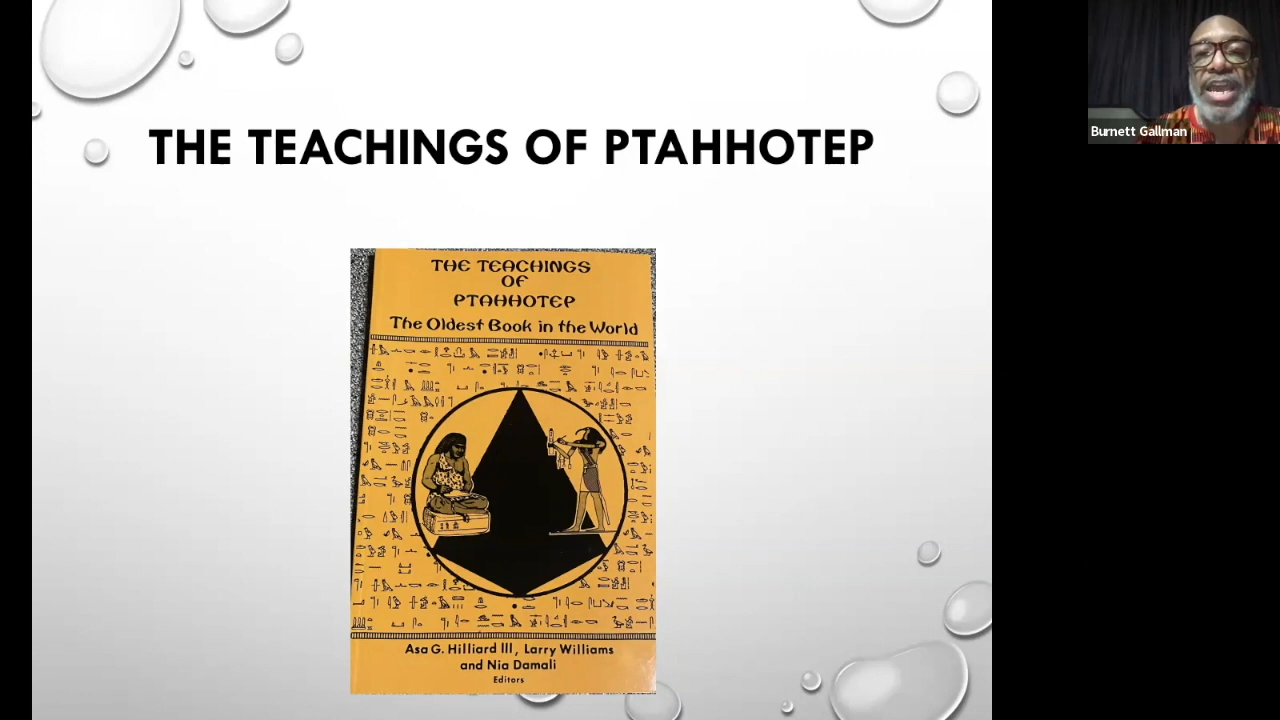 THE TEACHINGS OF PTAHHOTEP
THE TEACHINGS
OF
PTAHHOTEP
The Oldest Book in the World
Asa G. Hilliard III, Larry Williams
and Nia Damali
Editors
Burnett Gallman